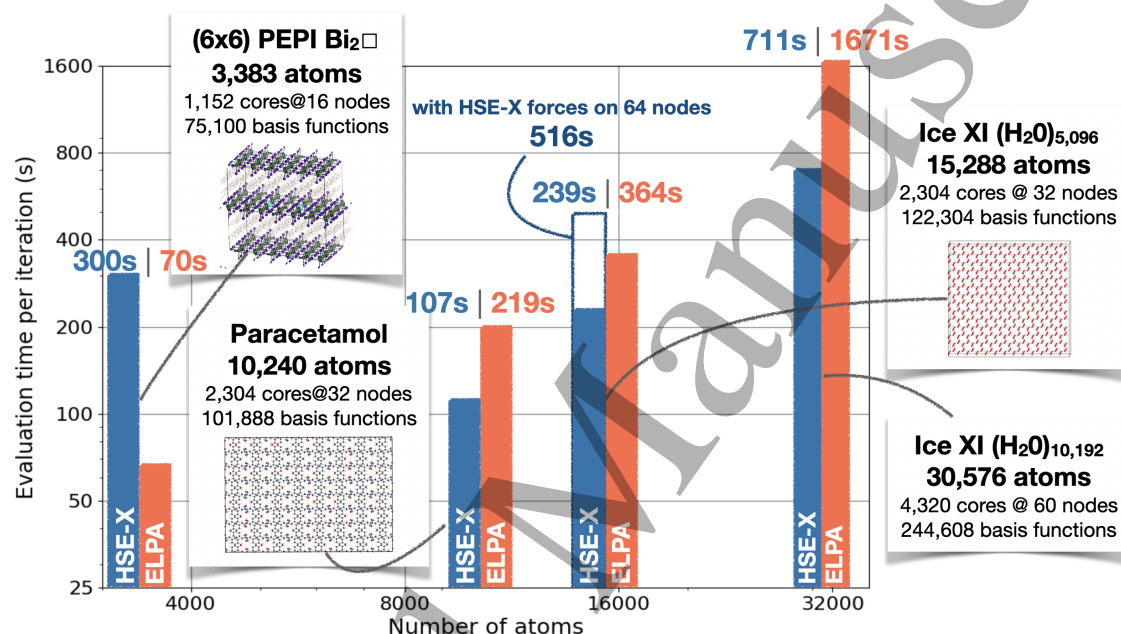 (6x6) PEPI Bi₂□
3,383 atoms
1,152 cores@16 nodes
75,100 basis functions
711s | 1671s
with HSE-X forces on 64 nodes
516s
239s | 364s
Ice XI (H₂0)₅,₀₉₆
15,288 atoms
2,304 cores @ 32 nodes
122,304 basis functions
300s | 70s
107s | 219s
Paracetamol
10,240 atoms
2,304 cores@32 nodes
101,888 basis functions
Ice XI (H₂0)₁₀,₁₉₂
30,576 atoms
4,320 cores @ 60 nodes
244,608 basis functions
Evaluation time per iteration (s)
1600
800
400
200
100
50
25
HSE-X ELPA
HSE-X ELPA
HSE-X ELPA
HSE-X ELPA
4000 8000 16000 32000
Number of atoms
Manusc